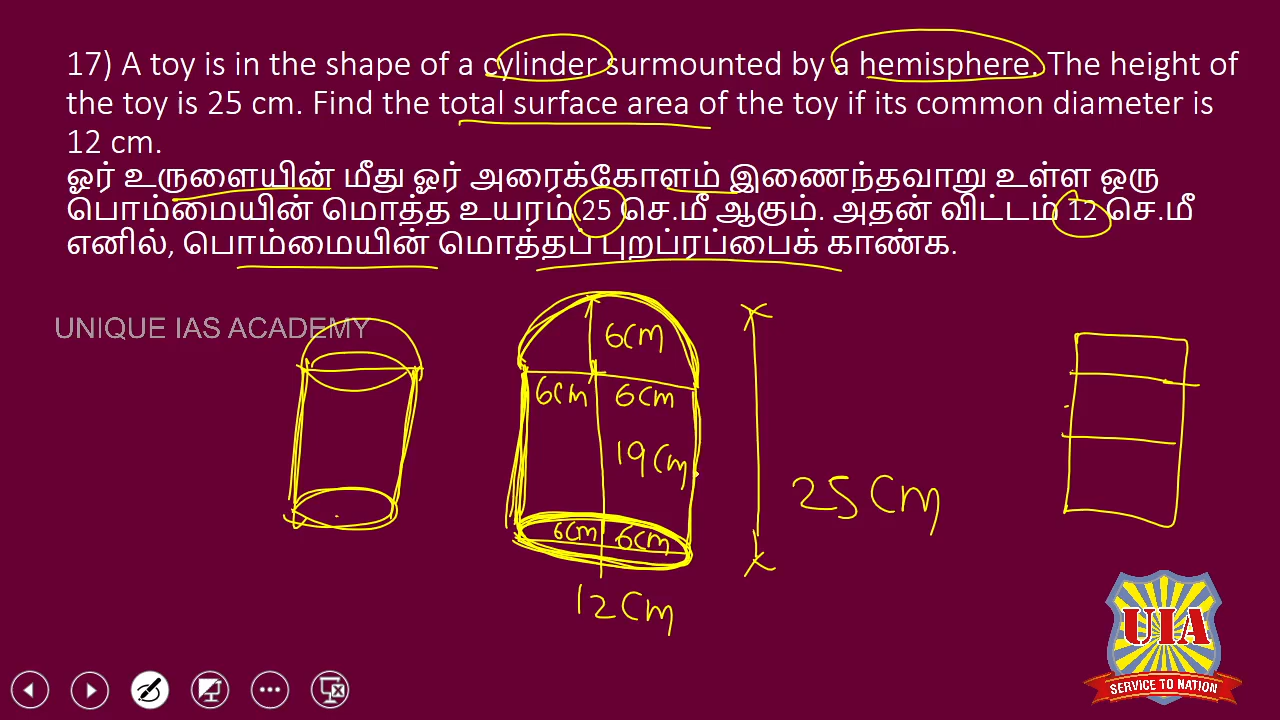 17) A toy is in the shape of a cylinder surmounted by a hemisphere. The height of
the toy is 25 cm. Find the total surface area of the toy if its common diameter is
12 cm.
ஓர் உருளையின் மீது ஓர் அரைக்கோளம் இணைந்தவாறு உள்ள ஒரு
பொம்மையின் மொத்த உயரம் 25 செ.மீ ஆகும். அதன் விட்டம் 12 செ.மீ
எனில், பொம்மையின் மொத்தப் புறப்ரப்பைக் காண்க.
UNIQUE IAS ACADEMY
6cm
6cm 6cm
19cm
25cm
6cm 6cm
12cm
UIA
SERVICE TO NATION